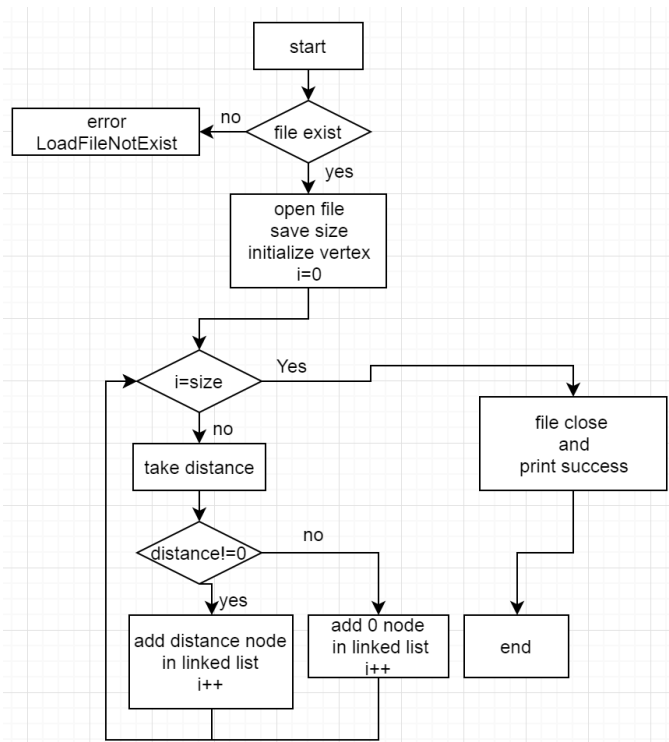 start
file exist
no
error
LoadFileNotExist
yes
open file
save size
initialize vertex
i=0
i=size
Yes
no
file close
and
print success
take distance
distance!=0
no
yes
add distance node
in linked list
i++
add 0 node
in linked list
i++
end